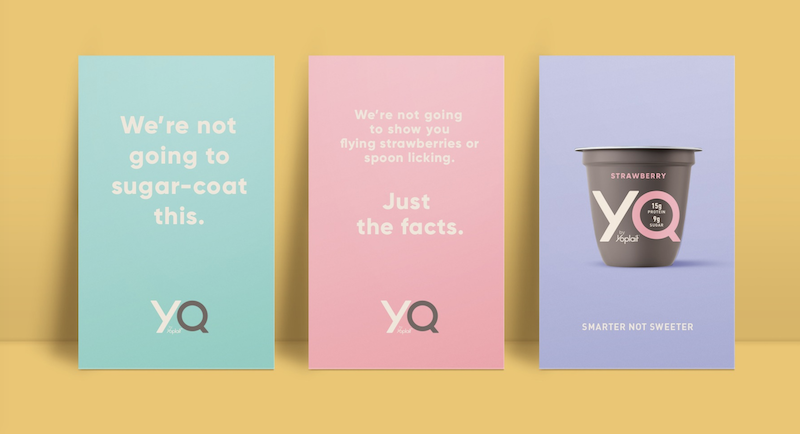 We're not
going to
sugar-coat
this.
YQ
by Yoplait
We're not going
to show you
flying strawberries or
spoon licking.
Just
the facts.
YQ
by Yoplait
STRAWBERRY
YQ
by Yoplait
15g
PROTEIN
9g
SUGAR
SMARTER NOT SWEETER